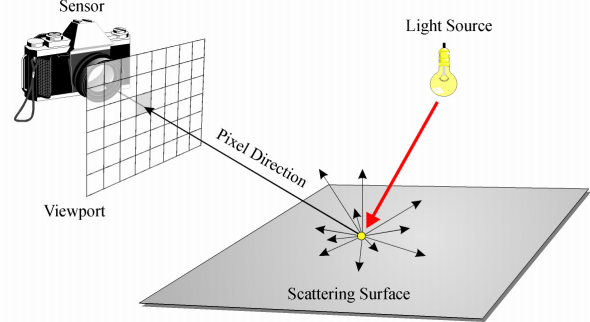 Sensor
Light Source
Pixel Direction
Viewport
Scattering Surface